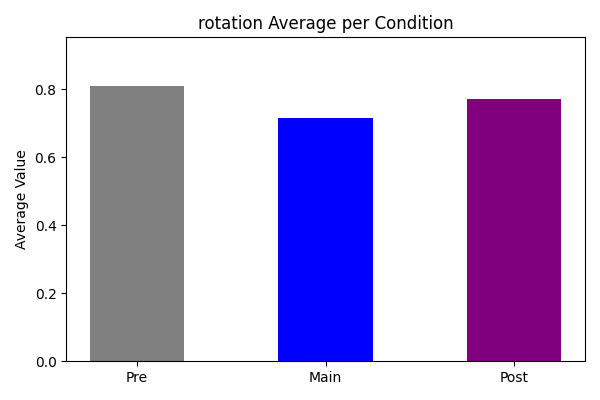 rotation Average per Condition
Average Value
0.8
0.6
0.4
0.2
0.0
Pre
Main
Post